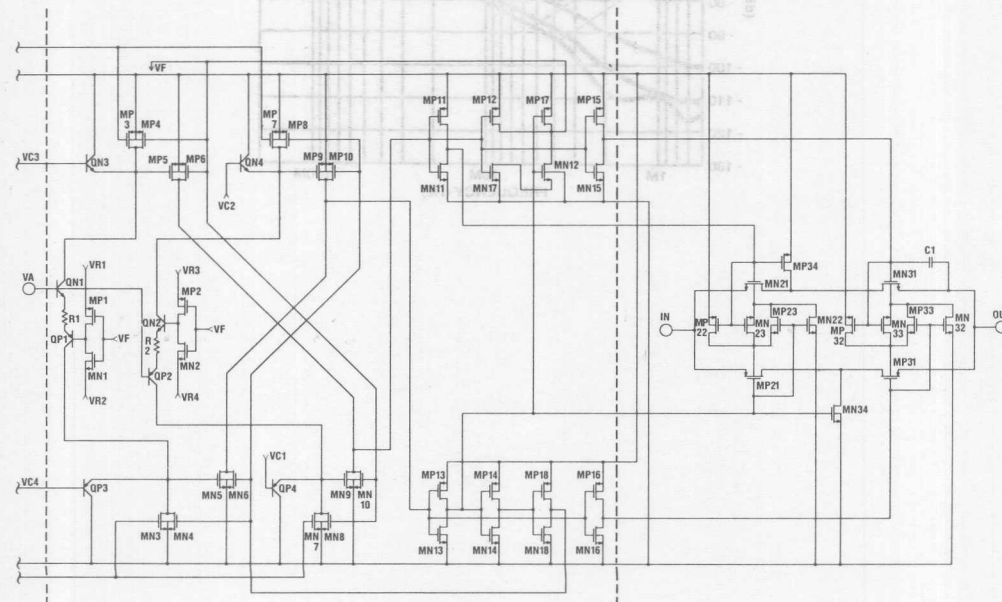 VF
MP 3 MP4
MP 7 MP8
MP11 MP12 MP17 MP15
VC3 QN3 MP5 MP6 QN4 MP9 MP10
MN11 MN17 MN12 MN15
VC2
VA QN1 VR1 VR3
MP1 MP2
R1 QN2
QP1 VF R 2 VF
MN1 QP2 MN2
VR2 VR4
MP34
MN21 MN31 C1
IN MP 22 MN 23 MP23 MN22 MP 32 MN 33 MP33 MN 32 OU
MP21 MP31
MN34
VC1
VC4 QP3 MN5 MN6 QP4 MN9 MN 10
MP13 MP14 MP18 MP16
MN3 MN4 MN 7 MN8
MN13 MN14 MN18 MN16